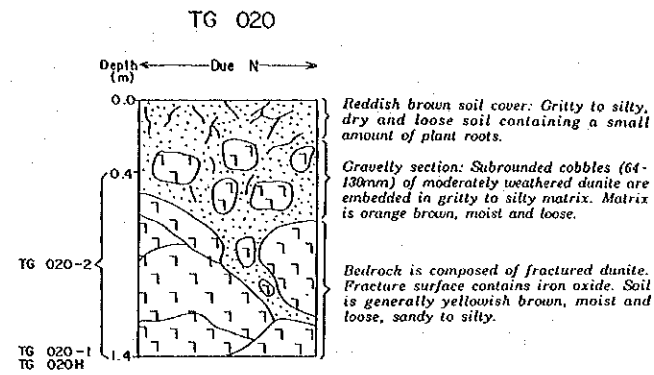 TG 020
Depth Due N
(m)
0.0
Reddish brown soil cover: Gritty to silty,
dry and loose soil containing a small
amount of plant roots.
0.4
Gravelly section: Subrounded cobbles (64-
130mm) of moderately weathered dunite are
embedded in gritty to silty matrix. Matrix
is orange brown, moist and loose.
TG 020-2
Bedrock is composed of fractured dunite.
Fracture surface contains iron oxide. Soil
is generally yellowish brown, moist and
loose, sandy to silty.
TG 020-1
1.4
TG 020H